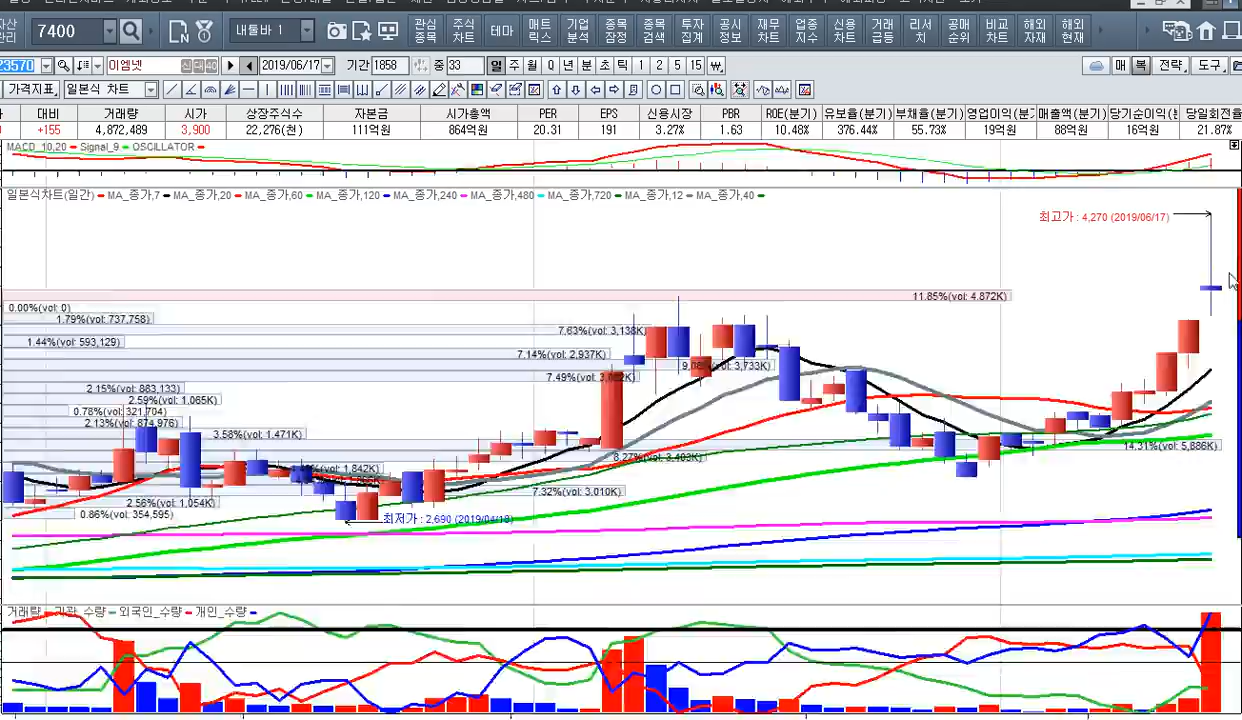 자산 관리 7400 내툴바 1 관심 종목 주식 차트 테마 매트 릭스 기업 분석 종목 잠정 종목 검색 투자 집계 공시 정보 재무 차트 업종 지수 신용 차트 거래 급등 리서 치 공매 순위 비교 차트 해외 자재 해외 현재
23570 이엠넷 신 리 40 2019/06/17 기간 1858 중 33 일 주 월 Q 년 분 초 틱 1 2 5 15 ₩ 매 복 전략 도구
가격지표 일본식 차트
대비 거래량 시가 상장주식수 자본금 시가총액 PER EPS 신용시장 PBR ROE(분기) 유보율(분기) 부채율(분기) 영업이익(분: 매출액(분기) 당기순이익(분 당일회전율
+155 4,872,489 3,900 22,276(천) 111억원 864억원 20.31 191 3.27% 1.63 10.48% 376.44% 55.73% 19억원 88억원 16억원 21.87%
MACD_10,20 Signal_9 OSCILLATOR
일본식차트(일간) MA_종가,7 MA_종가,20 MA_종가,60 MA_종가,120 MA_종가,240 MA_종가,480 MA_종가,720 MA_종가,12 MA_종가,40
최고가 : 4,270 (2019/06/17)
11.85%(vol: 4,872K)
0.00%(vol: 0)
1.79%(vol: 737,758)
7.63%(vol: 3,138K)
1.44%(vol: 593,129)
7.14%(vol: 2,937K)
9.08%(vol: 3,733K)
7.49%(vol:
2.15%(vol: 883,133)
2.59%(vol: 1,065K)
0.78%(vol: 321,704)
2.13%(vol: 874,976)
3.58%(vol: 1,471K)
14.31%(vol: 5,886K)
8.27%(vol: 3,403K)
1,842K)
7.32%(vol: 3,010K)
2.56%(vol: 1,054K)
0.86%(vol: 354,595)
최저가 : 2,690 (2019/04/18)
거래량 기관_수량 외국인_수량 개인_수량